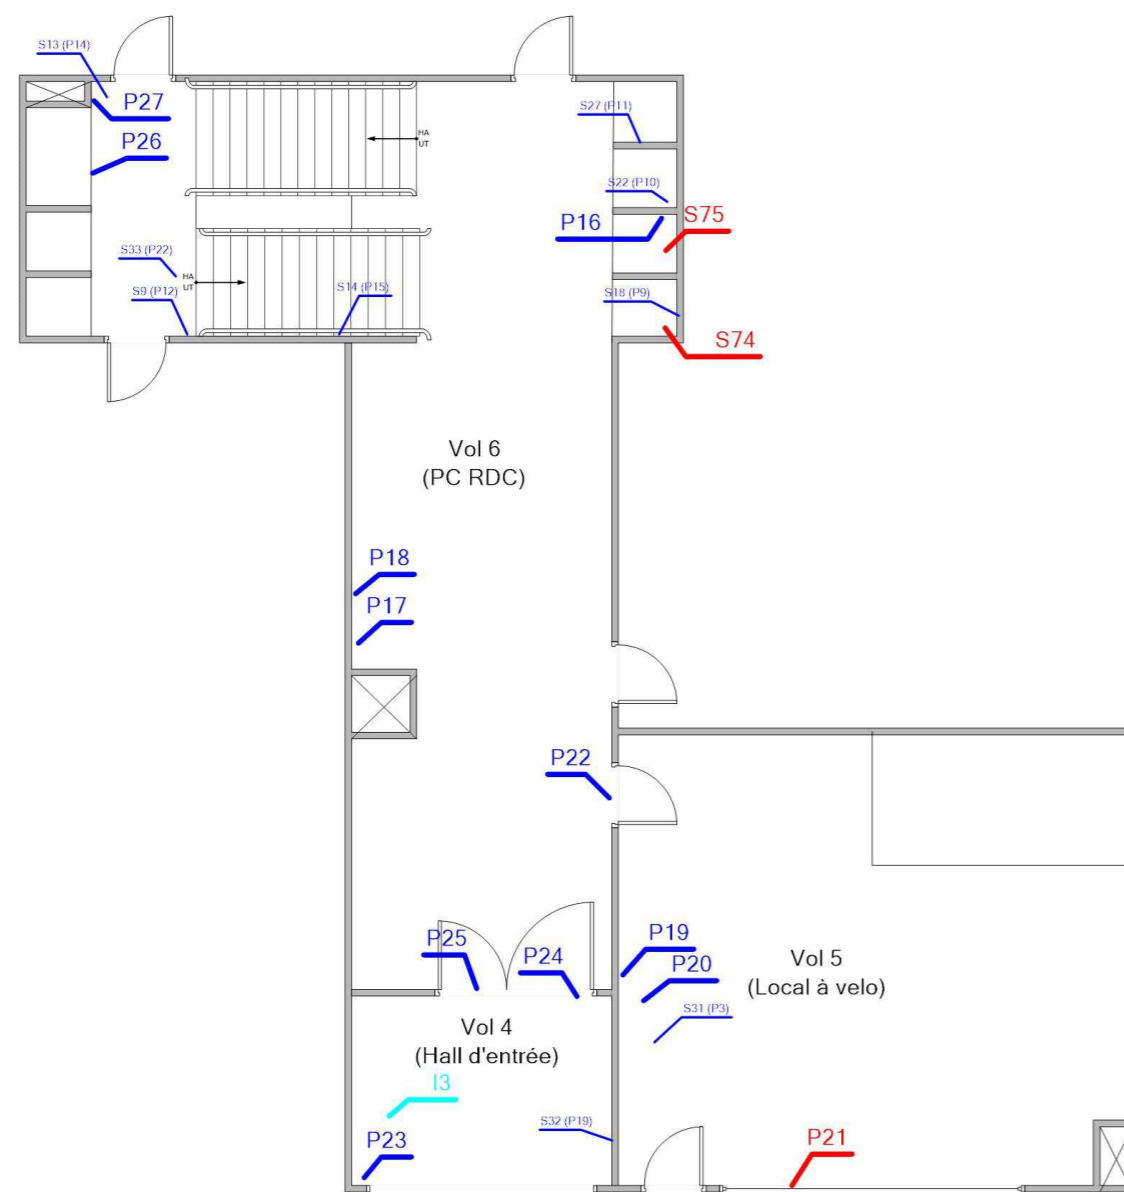 S13 (P14)
P27
P26
HA
UT
S27 (P11)
S22 (P10)
P16
S75
S33 (P22)
HA
UT
S9 (P12)
S14 (P15)
S18 (P9)
S74
Vol 6
(PC RDC)
P18
P17
P22
P25
P24
P19
P20
Vol 5
(Local à velo)
S31 (P3)
Vol 4
(Hall d'entrée)
I3
S32 (P19)
P23
P21